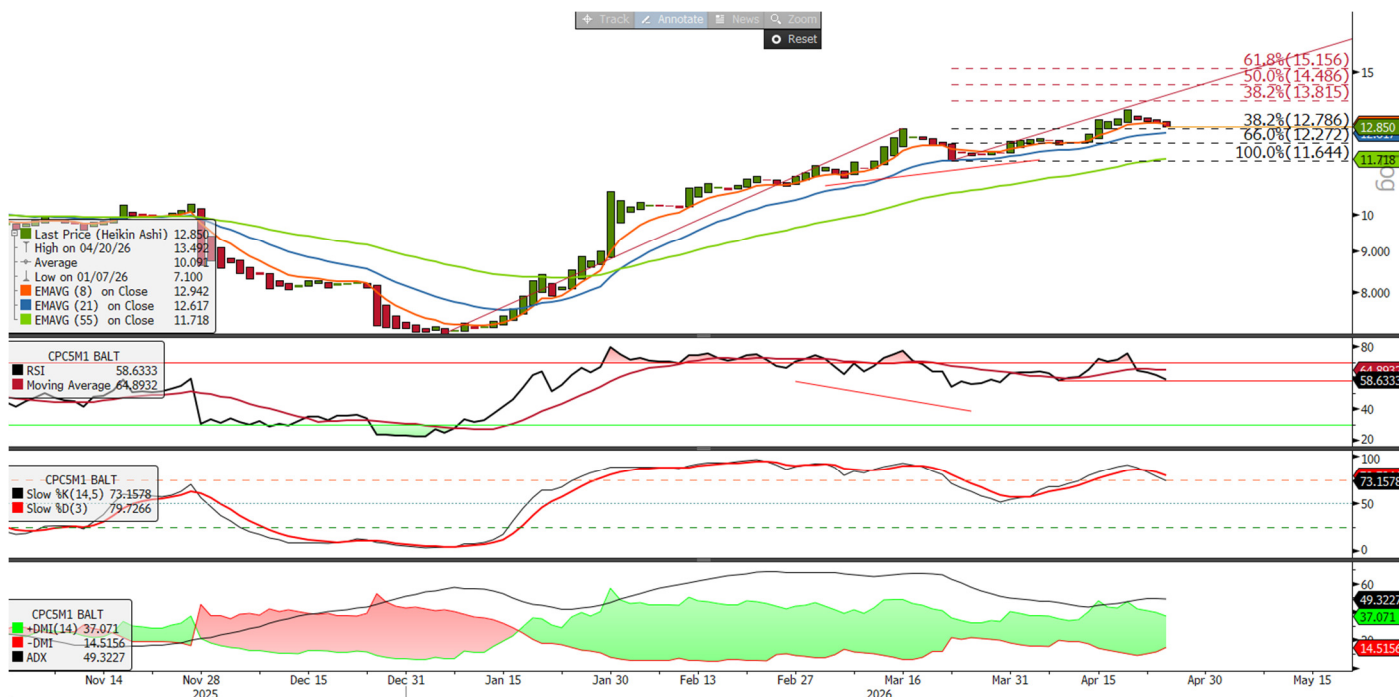 Track Annotate News Zoom
Reset
61.8%(15.156)
50.0%(14.486)
38.2%(13.815)
38.2%(12.786)
66.0%(12.272)
100.0%(11.644)
15
12.850
11.718
10
9.000
8.000
Last Price (Heikin Ashi) 12.850
High on 04/20/26 13.492
Average 10.091
Low on 01/07/26 7.100
EMAVG (8) on Close 12.942
EMAVG (21) on Close 12.617
EMAVG (55) on Close 11.718
CPC5M1 BALT
RSI 58.6333
Moving Average 64.8932
80
58.6333
40
20
CPC5M1 BALT
Slow %K(14,5) 73.1578
Slow %D(3) 79.7266
100
73.1578
50
0
CPC5M1 BALT
+DMI(14) 37.071
-DMI 14.5156
ADX 49.3227
60
49.3227
37.071
14.5156
Nov 14 Nov 28 Dec 15 Dec 31 Jan 15 Jan 30 Feb 13 Feb 27 Mar 16 Mar 31 Apr 15 Apr 30 May 15
2025 2026